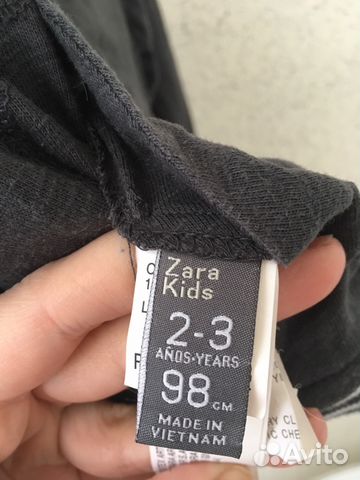 Zara
Kids
2-3
AÑOS-YEARS
98 CM
MADE IN
VIETNAM
Avito